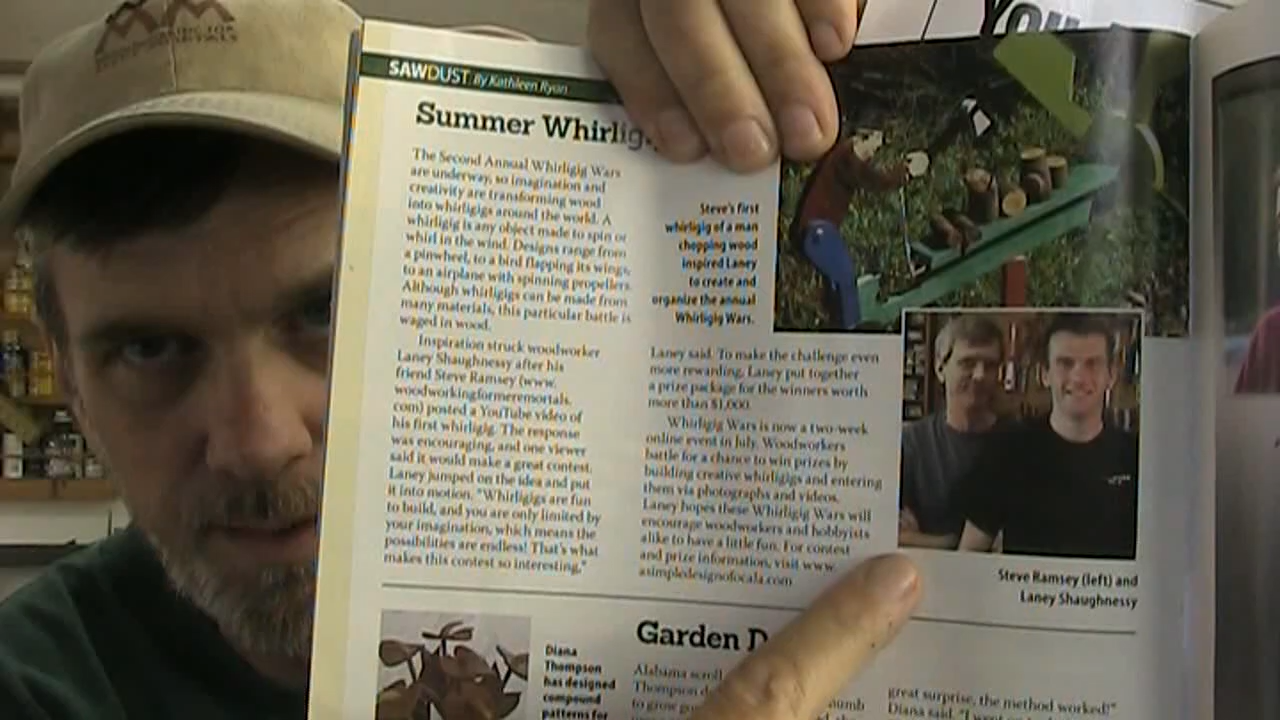 YOU
SAWDUST By Kathleen Ryan
Summer Whirlig
The Second Annual Whirligig Wars
are underway, so imagination and
creativity are transforming wood
into whirligigs around the world. A
whirligig is any object made to spin or
whirl in the wind. Designs range from
a pinwheel, to a bird flapping its wings,
to an airplane with spinning propellers.
Although whirligigs can be made from
many materials, this particular battle is
waged in wood.
Inspiration struck woodworker
Laney Shaughnessy after his
friend Steve Ramsey (www.
woodworkingformeremortals.
com) posted a YouTube video of
his first whirligig. The response
was encouraging, and one viewer
said it would make a great contest.
Laney jumped on the idea and put
it into motion. "Whirligigs are fun
to build, and you are only limited by
your imagination, which means the
possibilities are endless! That's what
makes this contest so interesting,"
Steve's first
whirligig of a man
chopping wood
inspired Laney
to create and
organize the annual
Whirligig Wars.
Laney said. To make the challenge even
more rewarding, Laney put together
a prize package for the winners worth
more than $1,000.
Whirligig Wars is now a two-week
online event in July. Woodworkers
battle for a chance to win prizes by
building creative whirligigs and entering
them via photographs and videos.
Laney hopes these Whirligig Wars will
encourage woodworkers and hobbyists
alike to have a little fun. For contest
and prize information, visit www.
asimpledesignofocala.com
Steve Ramsey (left) and
Laney Shaughnessy
Diana
Thompson
has designed
compound
patterns for
Garden D
Alabama scroll
Thompson d
to grow
great surprise, the method worked!"
Diana said. "I went